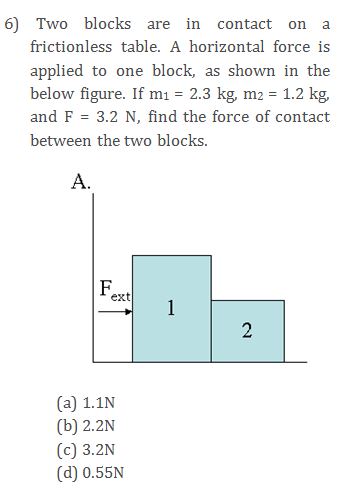 6) Two blocks are in contact on a
frictionless table. A horizontal force is
applied to one block, as shown in the
below figure. If m₁ = 2.3 kg, m₂ = 1.2 kg,
and F = 3.2 N, find the force of contact
between the two blocks.
A.
Fext
1
2
(a) 1.1N
(b) 2.2N
(c) 3.2N
(d) 0.55N